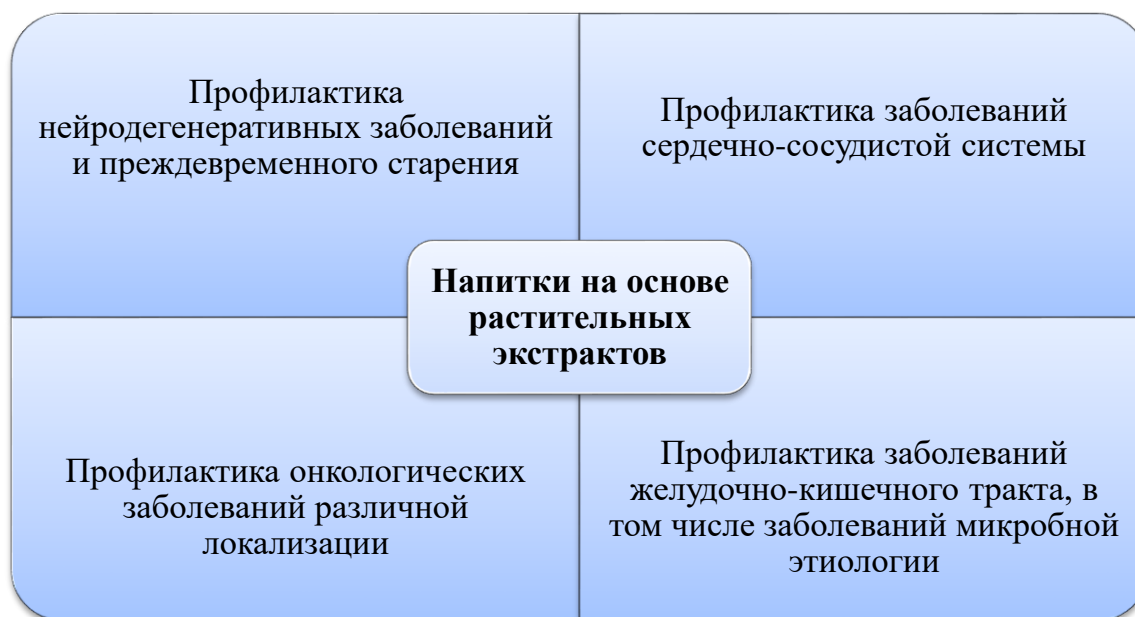 Профилактика
нейродегенеративных заболеваний
и преждевременного старения
Профилактика заболеваний
сердечно-сосудистой системы
Напитки на основе
растительных
экстрактов
Профилактика онкологических
заболеваний различной
локализации
Профилактика заболеваний
желудочно-кишечного тракта, в
том числе заболеваний микробной
этиологии